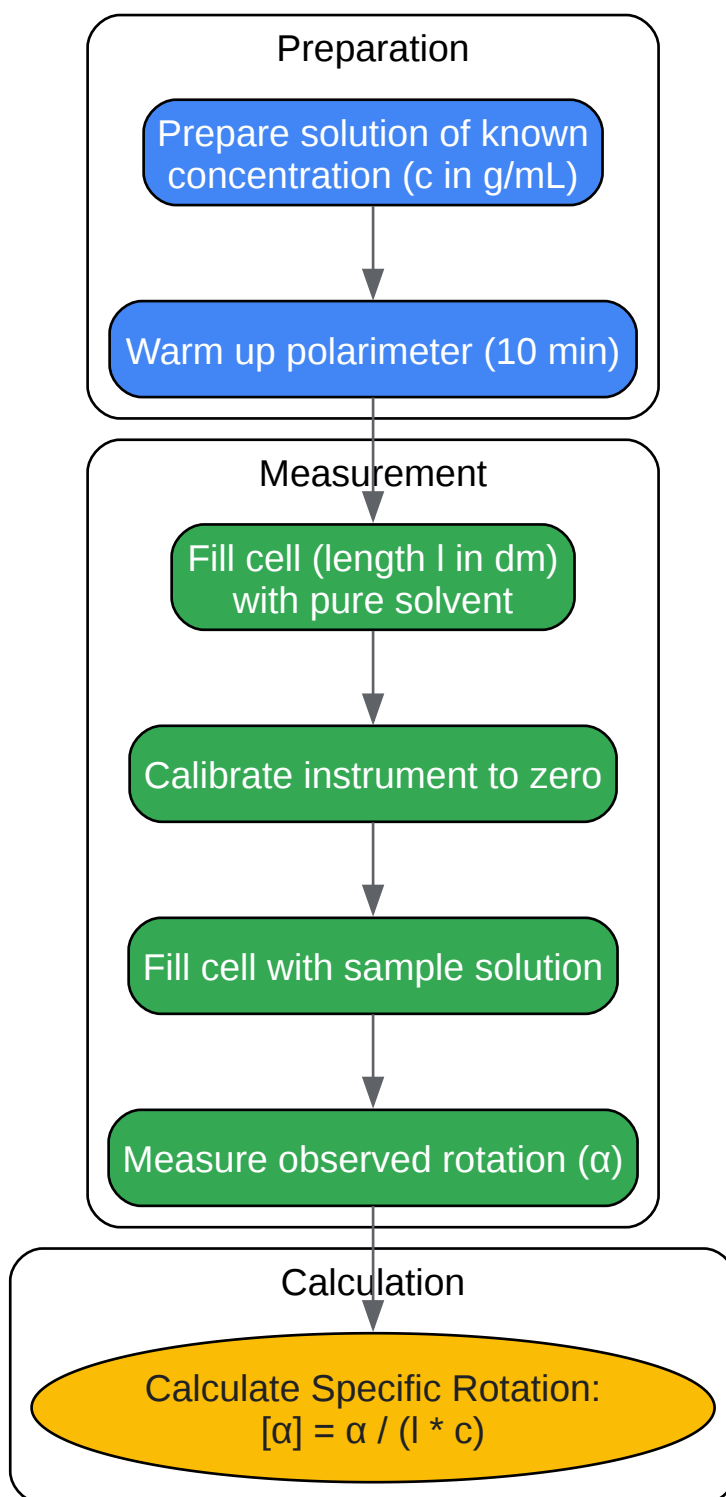 Preparation
Prepare solution of known
concentration (c in g/mL)
Warm up polarimeter (10 min)
Measurement
Fill cell (length l in dm)
with pure solvent
Calibrate instrument to zero
Fill cell with sample solution
Measure observed rotation (α)
Calculation
Calculate Specific Rotation:
[α] = α / (l * c)